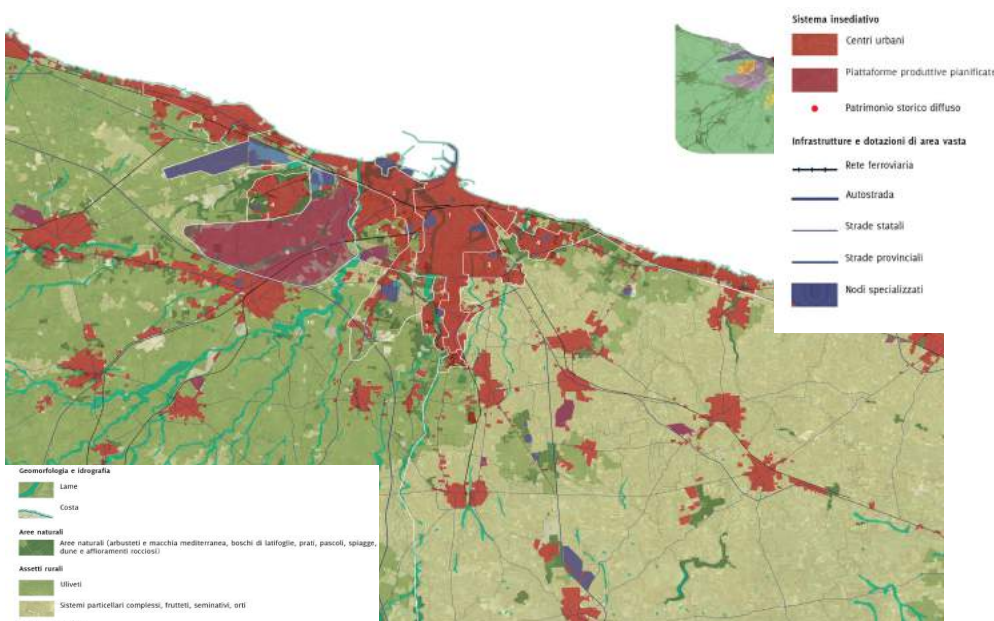 Sistema insediativo
Centri urbani
Piattaforme produttive pianificate
Patrimonio storico diffuso
Infrastrutture e dotazioni di area vasta
Rete ferroviaria
Autostrada
Strade statali
Strade provinciali
Nodi specializzati
Geomorfologia e idrografia
Lame
Costa
Aree naturali
Aree naturali (arbusteti e macchia mediterranea, boschi di latifoglie, prati, pascoli, spiagge,
dune e affioramenti rocciosi)
Assetti rurali
Uliveti
Sistemi particellari complessi, frutteti, seminativi, orti